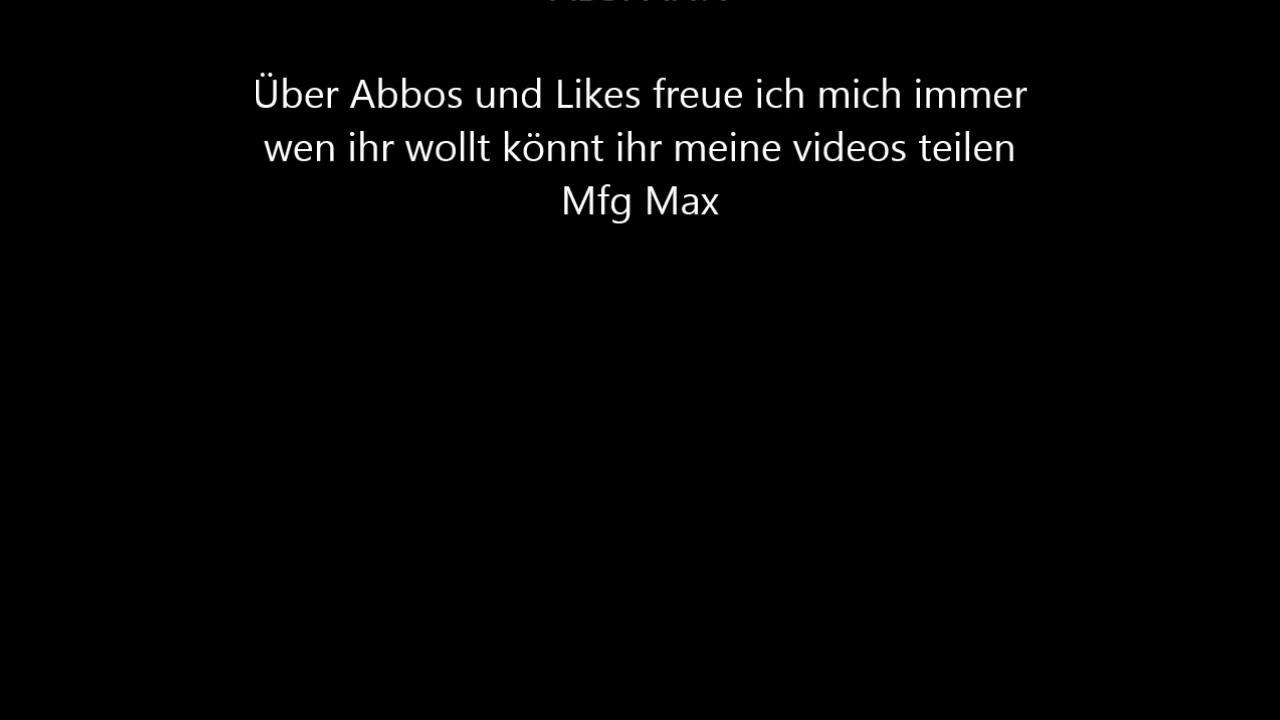 Über Abbos und Likes freue ich mich immer
wen ihr wollt könnt ihr meine videos teilen
Mfg Max